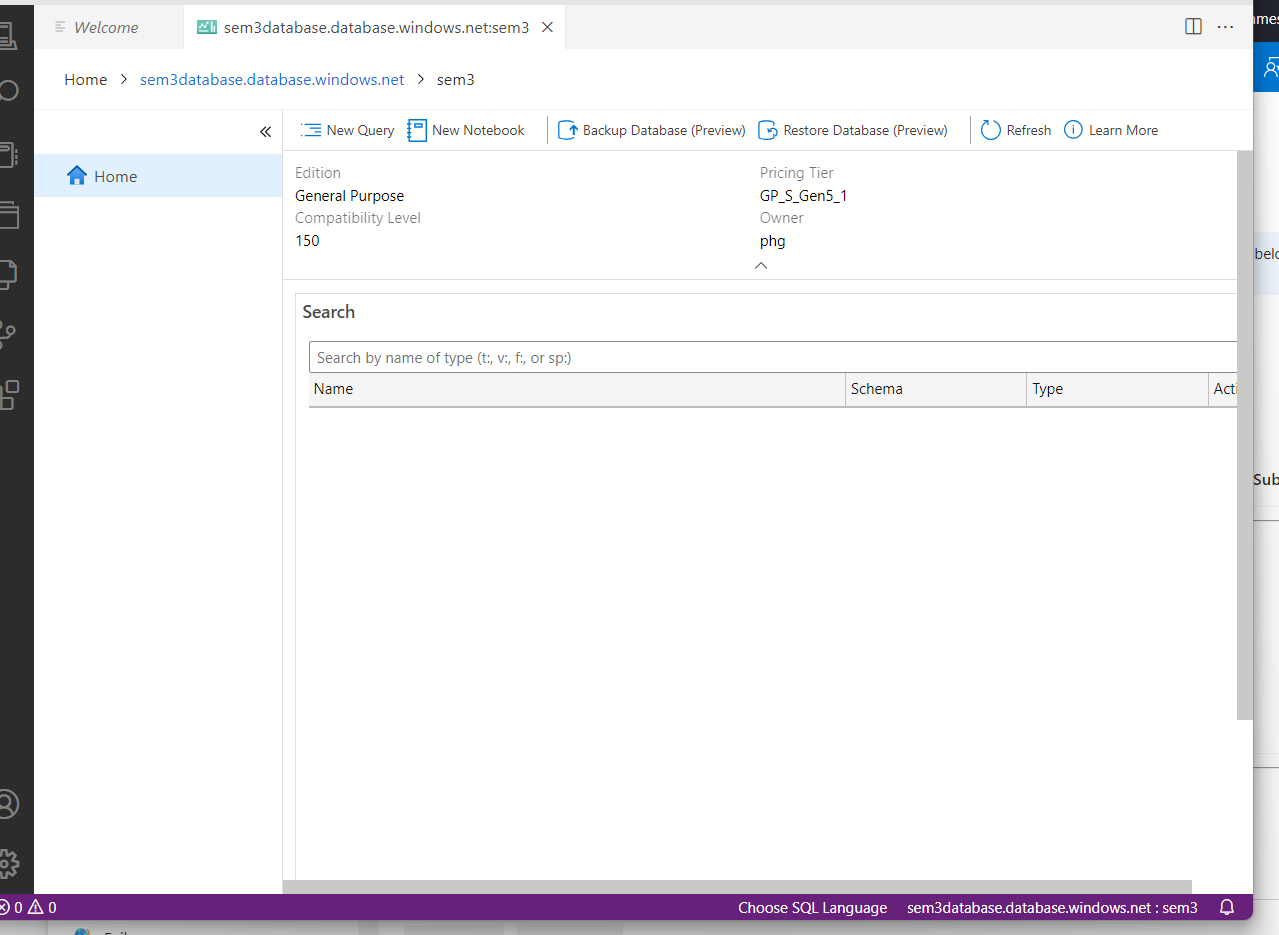 Welcome
sem3database.database.windows.net:sem3
Home > sem3database.database.windows.net > sem3
New Query New Notebook Backup Database (Preview) Restore Database (Preview) Refresh Learn More
Home
Edition
General Purpose
Compatibility Level
150
Pricing Tier
GP_S_Gen5_1
Owner
phg
Search
Search by name of type (t:, v:, f:, or sp:)
Name Schema Type Acti
Sub
0 0 Choose SQL Language sem3database.database.windows.net : sem3